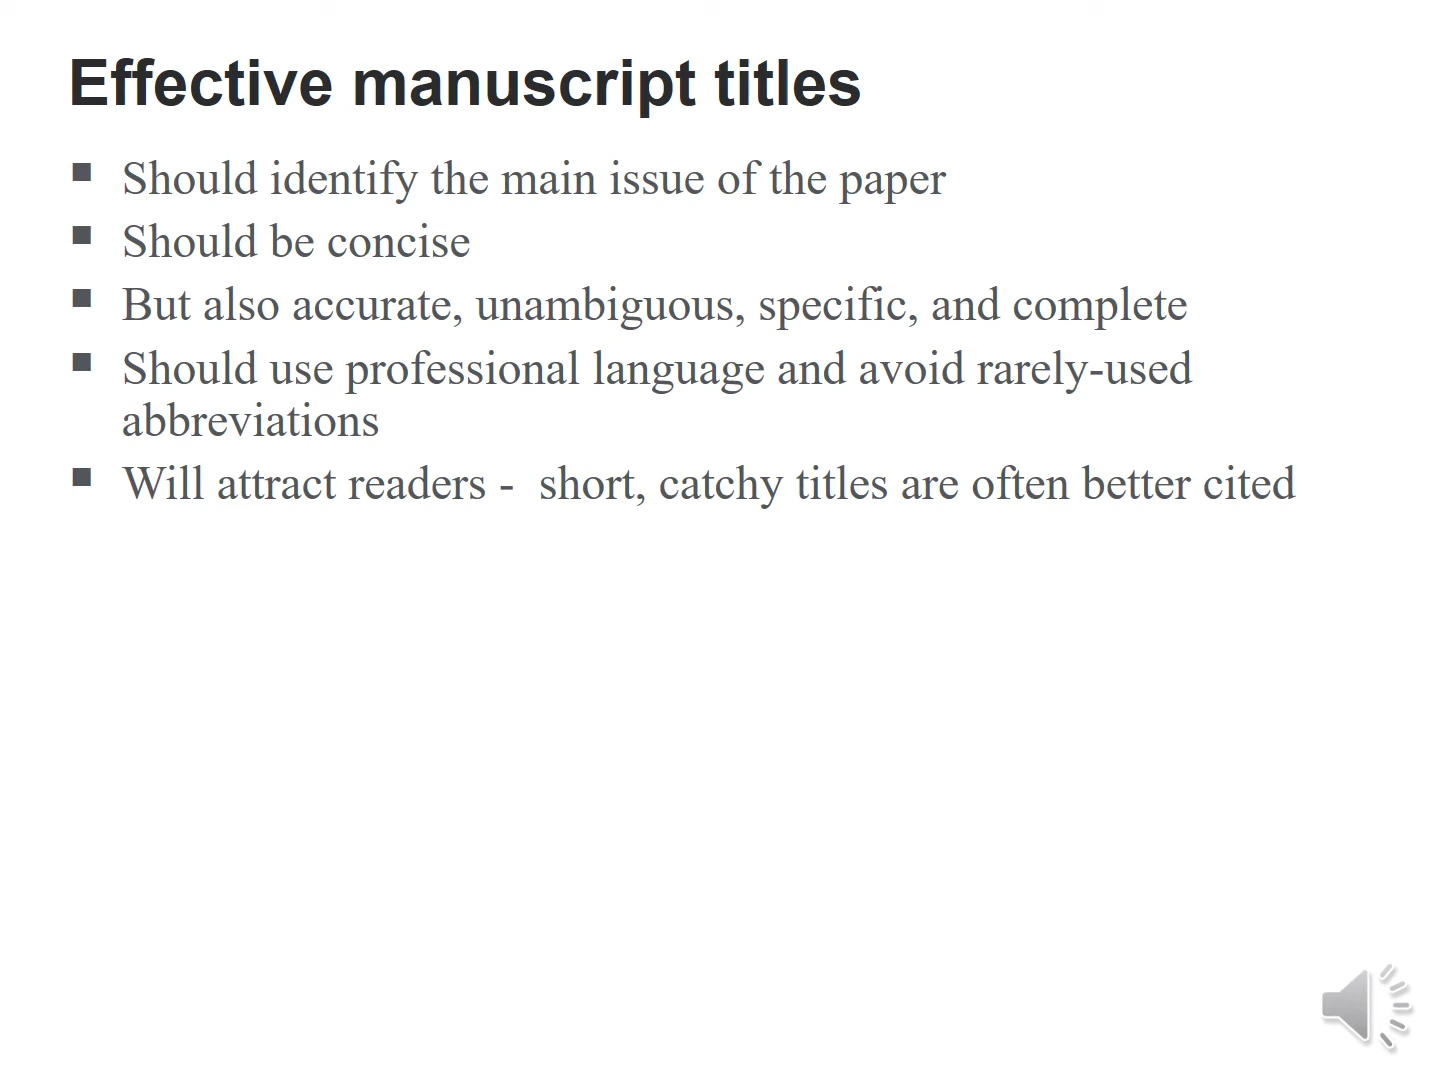 Effective manuscript titles
Should identify the main issue of the paper
Should be concise
But also accurate, unambiguous, specific, and complete
Should use professional language and avoid rarely-used
abbreviations
Will attract readers -  short, catchy titles are often better cited